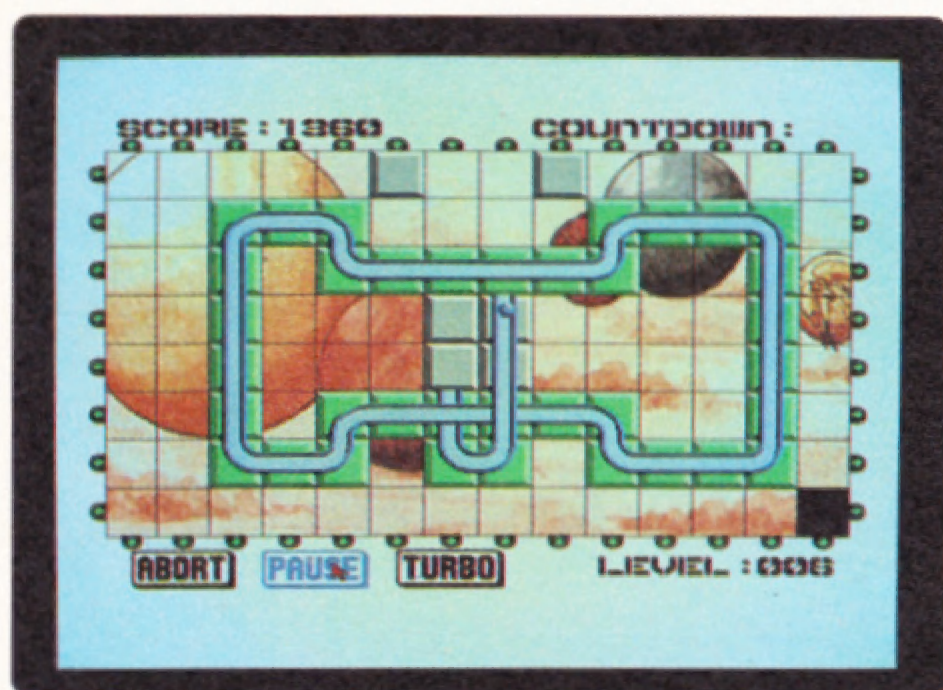 SCORE : 1360
COUNTDOWN :
ABORT
PAUSE
TURBO
LEVEL : 006